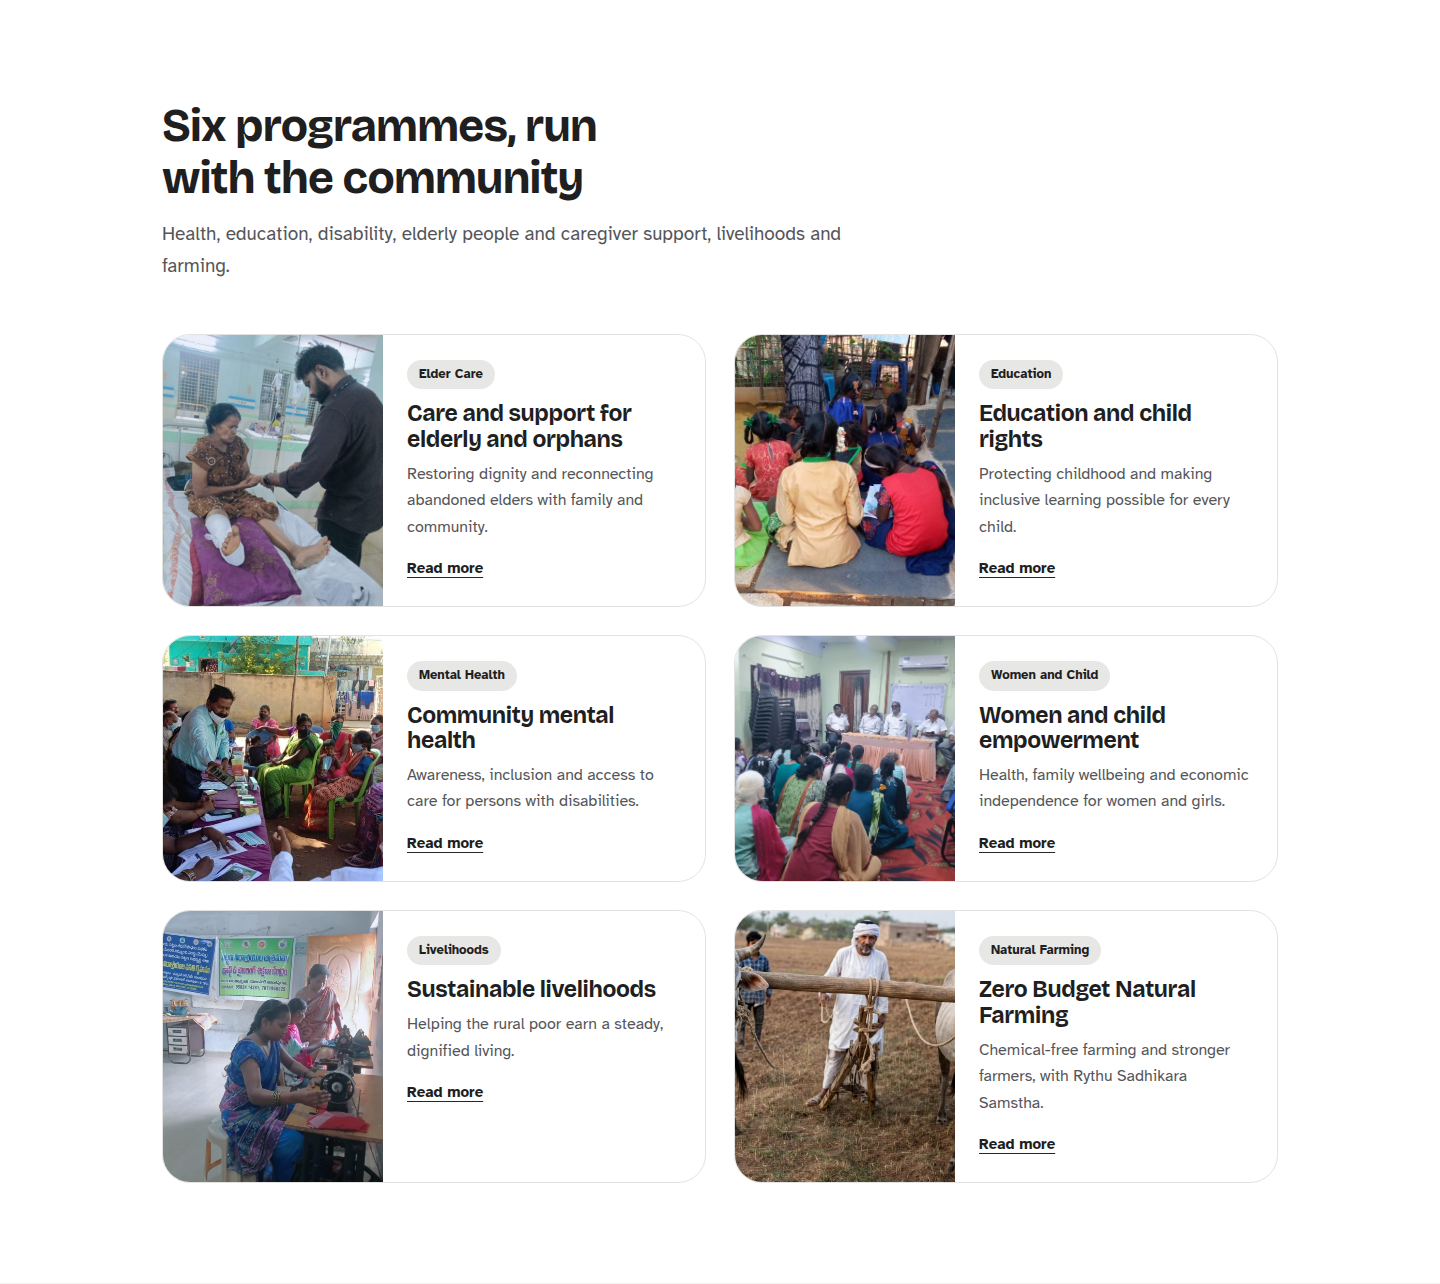 Six programmes, run
with the community
Health, education, disability, elderly people and caregiver support, livelihoods and
farming.
Elder Care
Care and support for
elderly and orphans
Restoring dignity and reconnecting
abandoned elders with family and
community.
Read more
Education
Education and child
rights
Protecting childhood and making
inclusive learning possible for every
child.
Read more
Mental Health
Community mental
health
Awareness, inclusion and access to
care for persons with disabilities.
Read more
Women and Child
Women and child
empowerment
Health, family wellbeing and economic
independence for women and girls.
Read more
Livelihoods
Sustainable livelihoods
Helping the rural poor earn a steady,
dignified living.
Read more
Natural Farming
Zero Budget Natural
Farming
Chemical-free farming and stronger
farmers, with Rythu Sadhikara
Samstha.
Read more